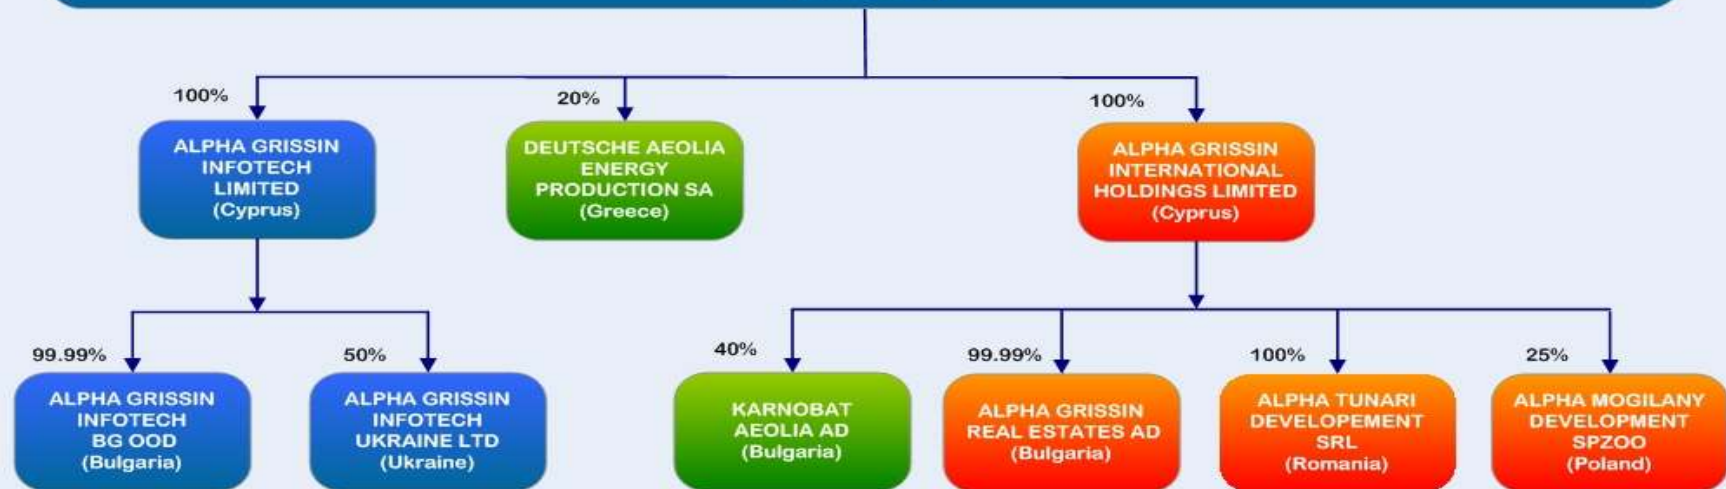 100%
20%
100%
ALPHA GRISSIN
INFOTECH
LIMITED
(Cyprus)
DEUTSCHE AEOLIA
ENERGY
PRODUCTION SA
(Greece)
ALPHA GRISSIN
INTERNATIONAL
HOLDINGS LIMITED
(Cyprus)
99.99%
50%
40%
99.99%
100%
25%
ALPHA GRISSIN
INFOTECH
BG OOD
(Bulgaria)
ALPHA GRISSIN
INFOTECH
UKRAINE LTD
(Ukraine)
KARNOBAT
AEOLIA AD
(Bulgaria)
ALPHA GRISSIN
REAL ESTATES AD
(Bulgaria)
ALPHA TUNARI
DEVELOPEMENT
SRL
(Romania)
ALPHA MOGILANY
DEVELOPMENT
SPZOO
(Poland)